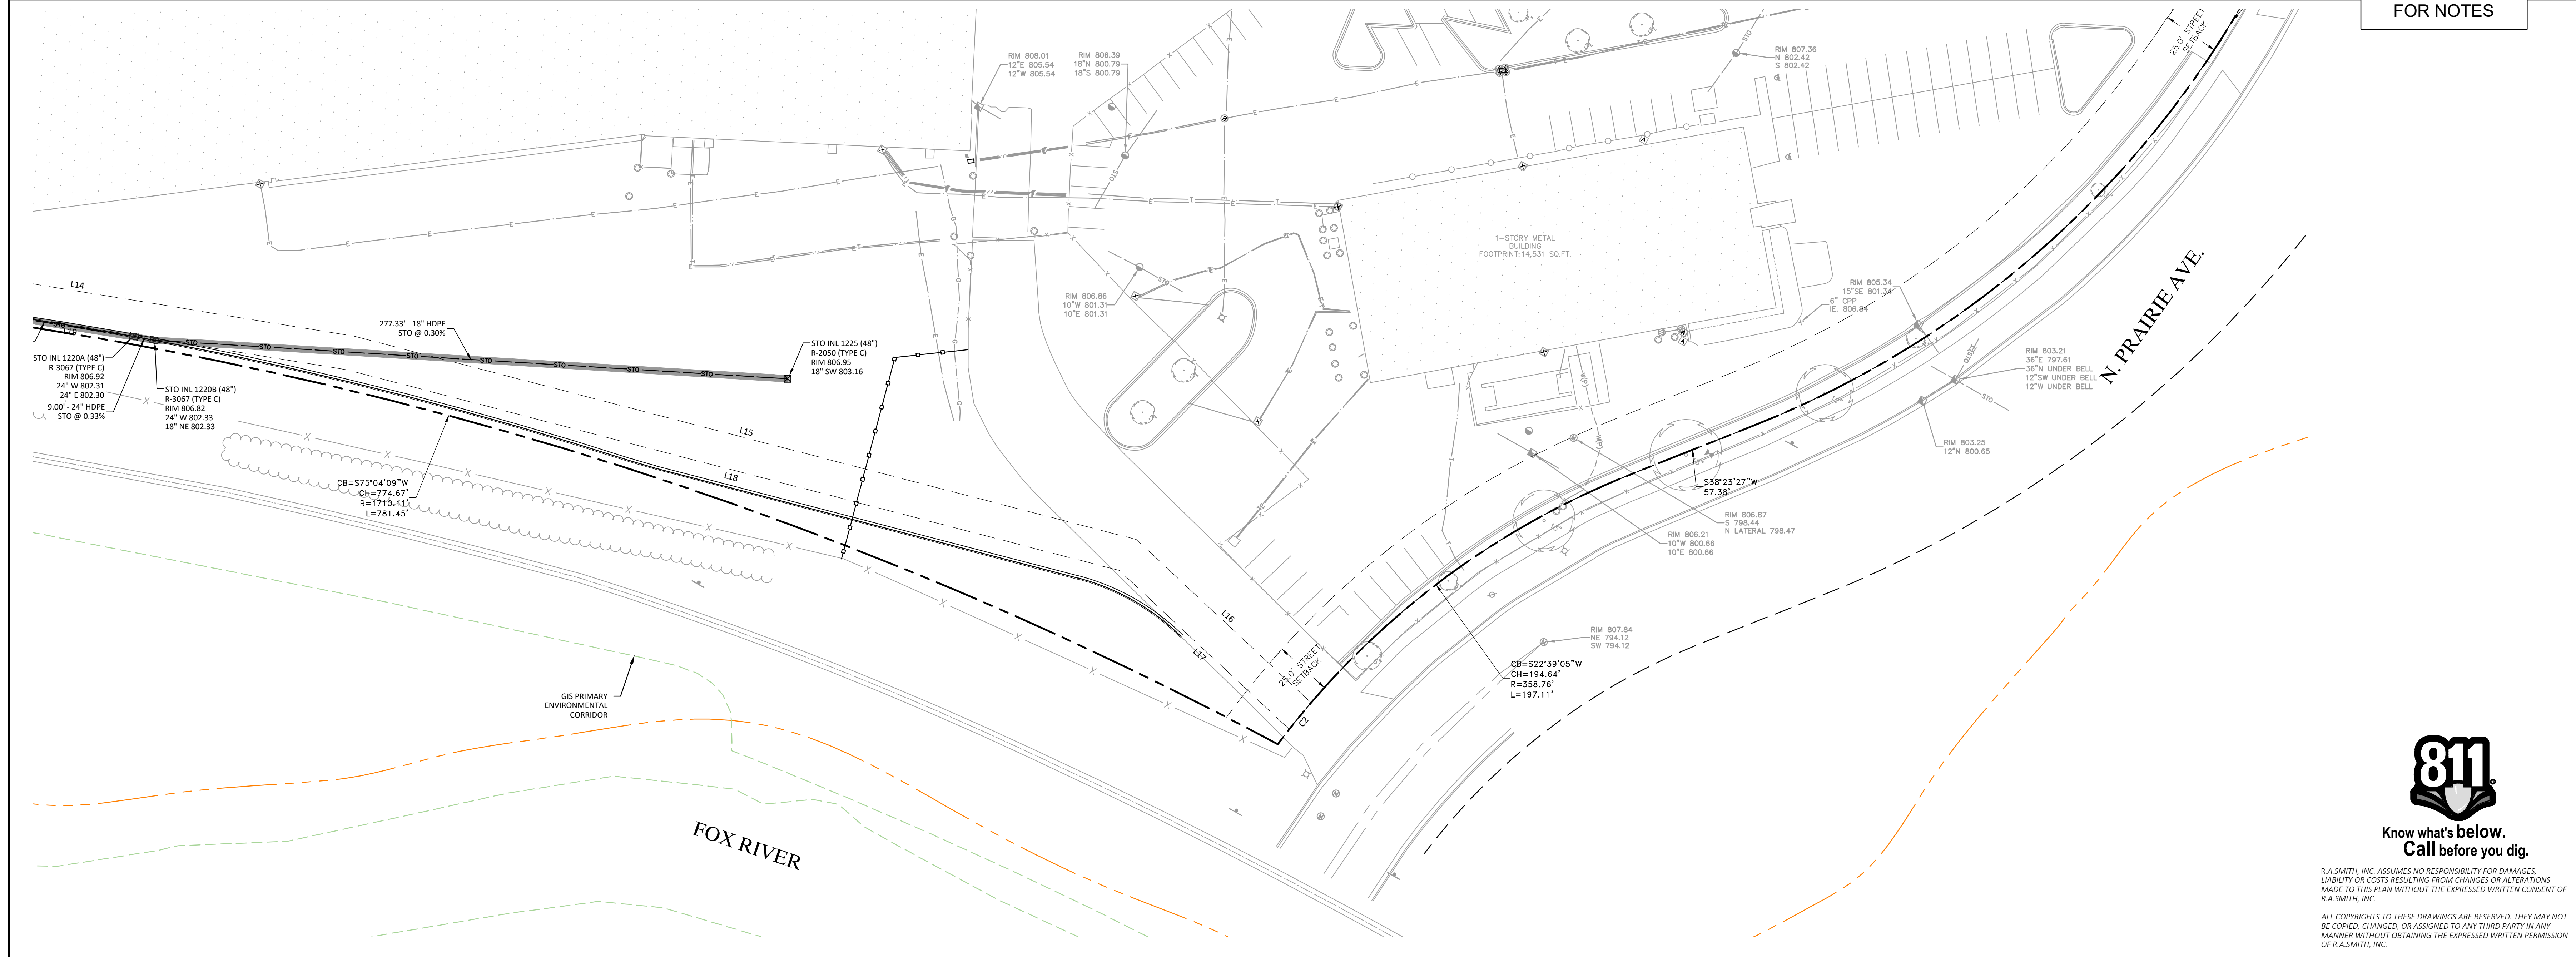 FOR NOTES
25.0' STREET
SETBACK
RIM 808.01
12"E 805.54
12"W 805.54
RIM 806.39
18"N 800.79
18"S 800.79
RIM 807.36
N 802.42
S 802.42
1-STORY METAL
BUILDING
FOOTPRINT:14,531 SQ.FT.
RIM 806.86
10"W 801.31
10"E 801.31
RIM 805.34
15"SE 801.34
6" CPP
IE. 806.84
N. PRAIRIE AVE.
RIM 803.21
36"E 797.61
36"N UNDER BELL
12"SW UNDER BELL
12"W UNDER BELL
RIM 803.25
12"N 800.65
L14
277.33' - 18" HDPE
STO @ 0.30%
L19
STO STO STO STO STO STO STO STO
STO INL 1220A (48")
R-3067 (TYPE C)
RIM 806.92
24" W 802.31
24" E 802.30
9.00' - 24" HDPE
STO @ 0.33%
STO INL 1220B (48")
R-3067 (TYPE C)
RIM 806.82
24" W 802.33
18" NE 802.33
STO INL 1225 (48")
R-2050 (TYPE C)
RIM 806.95
18" SW 803.16
L15
L18
CB=S75°04'09"W
CH=774.67'
R=1710.11'
L=781.45'
S38°23'27"W
57.38'
RIM 806.87
S 798.44
N LATERAL 798.47
RIM 806.21
10"W 800.66
10"E 800.66
L16
L17
25.0' STREET
SETBACK
C2
RIM 807.84
NE 794.12
SW 794.12
CB=S22°39'05"W
CH=194.64'
R=358.76'
L=197.11'
GIS PRIMARY
ENVIRONMENTAL
CORRIDOR
FOX RIVER
811
Know what's below.
Call before you dig.
R.A.SMITH, INC. ASSUMES NO RESPONSIBILITY FOR DAMAGES,
LIABILITY OR COSTS RESULTING FROM CHANGES OR ALTERATIONS
MADE TO THIS PLAN WITHOUT THE EXPRESSED WRITTEN CONSENT OF
R.A.SMITH, INC.
ALL COPYRIGHTS TO THESE DRAWINGS ARE RESERVED. THEY MAY NOT
BE COPIED, CHANGED, OR ASSIGNED TO ANY THIRD PARTY IN ANY
MANNER WITHOUT OBTAINING THE EXPRESSED WRITTEN PERMISSION
OF R.A.SMITH, INC.